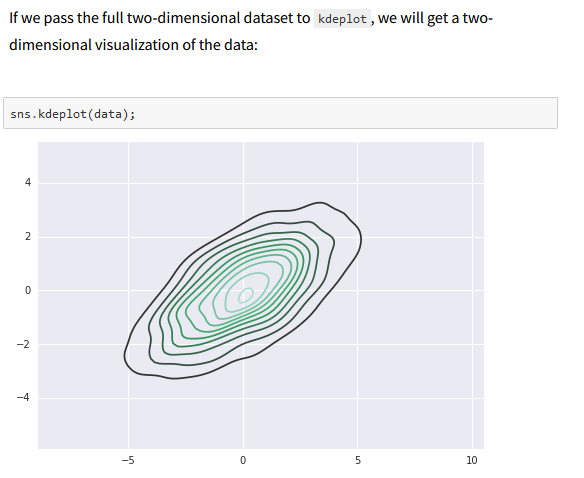 If we pass the full two-dimensional dataset to kdeplot, we will get a two-
dimensional visualization of the data:
sns.kdeplot(data);
4
2
0
−2
−4
−5 0 5 10